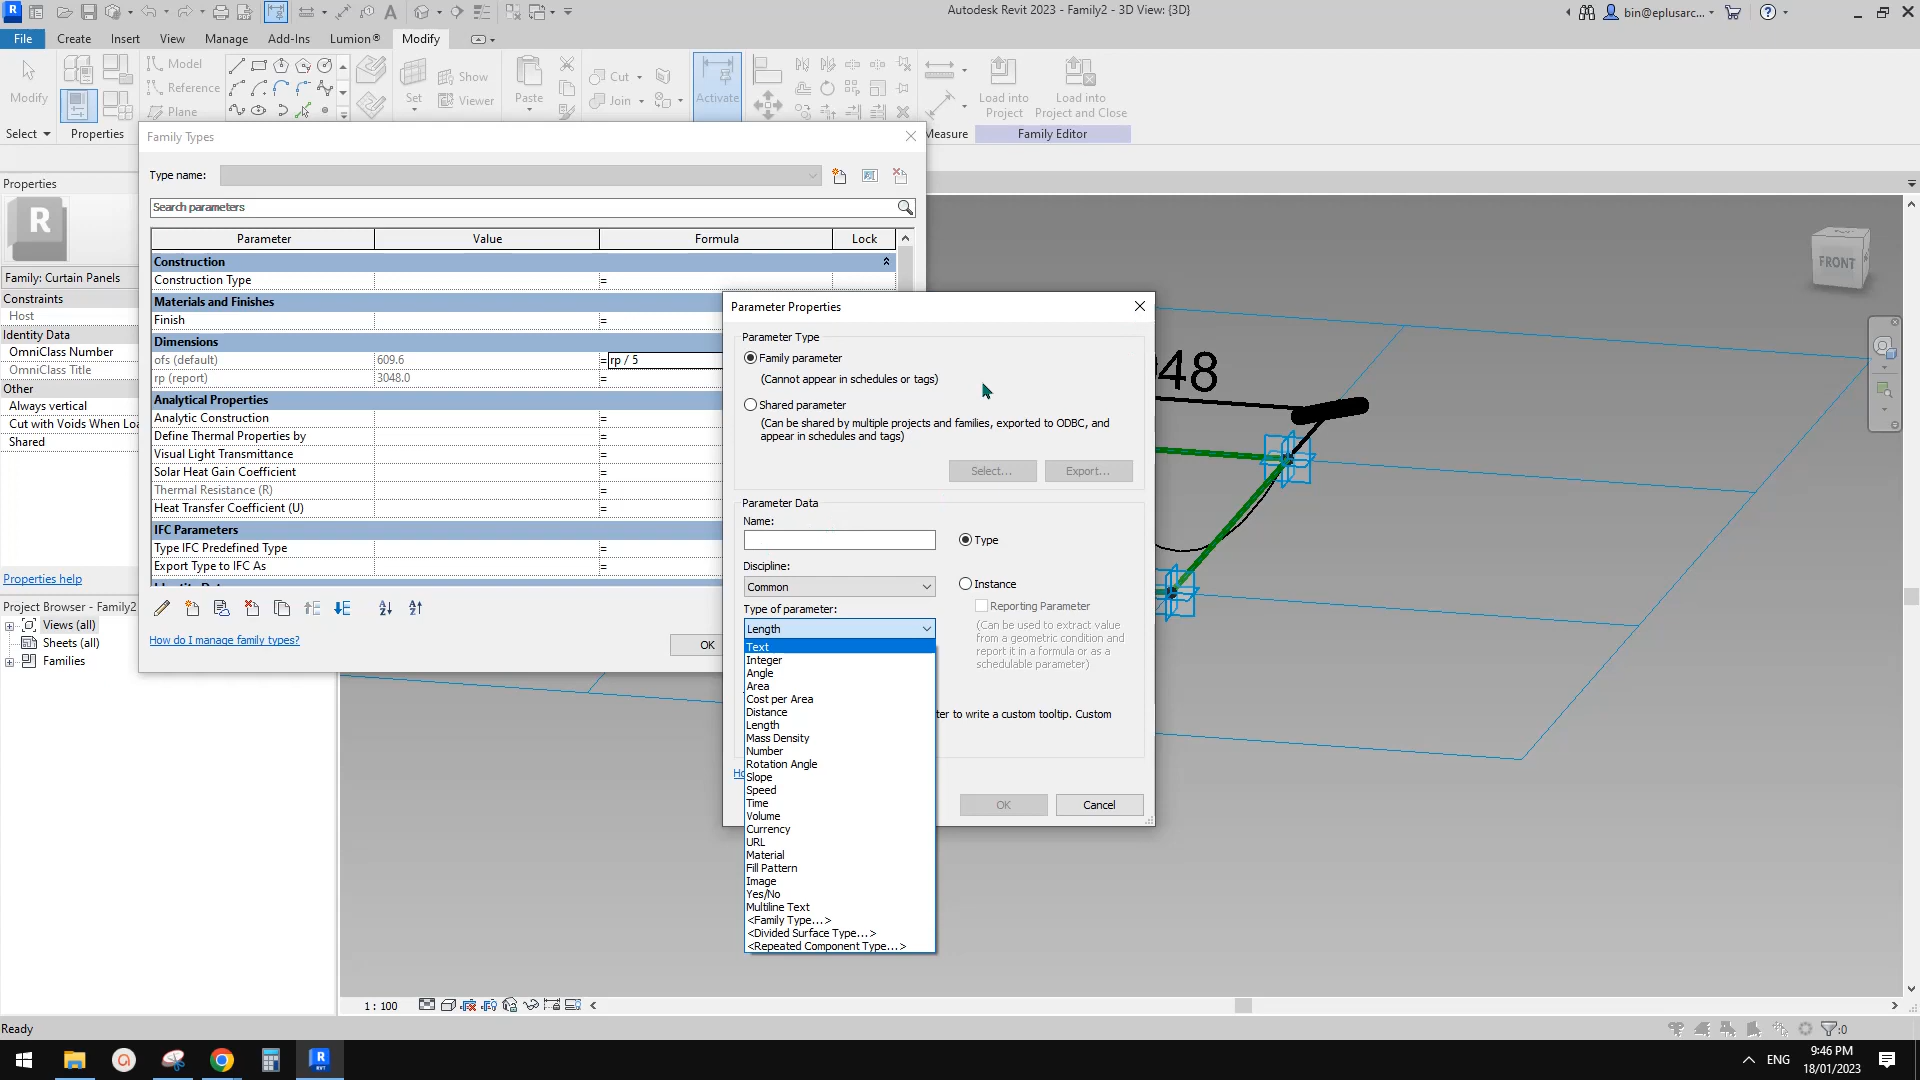 Autodesk Revit 2023 - Family2 - 3D View: {3D}
bin@eplusarc...
File
Create
Insert
View
Manage
Add-Ins
Lumion®
Modify
Model
Reference
Plane
Modify
Set
Show
Viewer
Paste
Cut
Join
Activate
Load into
Project
Load into
Project and Close
Select
Properties
Measure
Family Editor
Properties
R
Family: Curtain Panels
Constraints
Host
Identity Data
OmniClass Number
OmniClass Title
Other
Always vertical
Cut with Voids When Loa
Shared
Properties help
Project Browser - Family2
Views (all)
Sheets (all)
Families
Family Types
Type name:
Search parameters
Parameter
Value
Formula
Lock
Construction
Construction Type
=
Materials and Finishes
Finish
=
Dimensions
ofs (default)
609.6
= rp / 5
rp (report)
3048.0
=
Analytical Properties
Analytic Construction
=
Define Thermal Properties by
=
Visual Light Transmittance
=
Solar Heat Gain Coefficient
=
Thermal Resistance (R)
=
Heat Transfer Coefficient (U)
=
IFC Parameters
Type IFC Predefined Type
=
Export Type to IFC As
=
How do I manage family types?
OK
Parameter Properties
Parameter Type
Family parameter
(Cannot appear in schedules or tags)
Shared parameter
(Can be shared by multiple projects and families, exported to ODBC, and
appear in schedules and tags)
Select...
Export...
Parameter Data
Name:
Type
Discipline:
Common
Instance
Type of parameter:
Reporting Parameter
(Can be used to extract value
from a geometric condition and
report it in a formula or as a
schedulable parameter)
Length
Text
Integer
Angle
Area
Cost per Area
Distance
Length
Mass Density
Number
Rotation Angle
Slope
Speed
Time
Volume
Currency
URL
Material
Fill Pattern
Image
Yes/No
Multiline Text
<Family Type...>
<Divided Surface Type...>
<Repeated Component Type...>
ter to write a custom tooltip. Custom
OK
Cancel
48
FRONT
1 : 100
Ready
:0
ENG
9:46 PM
18/01/2023